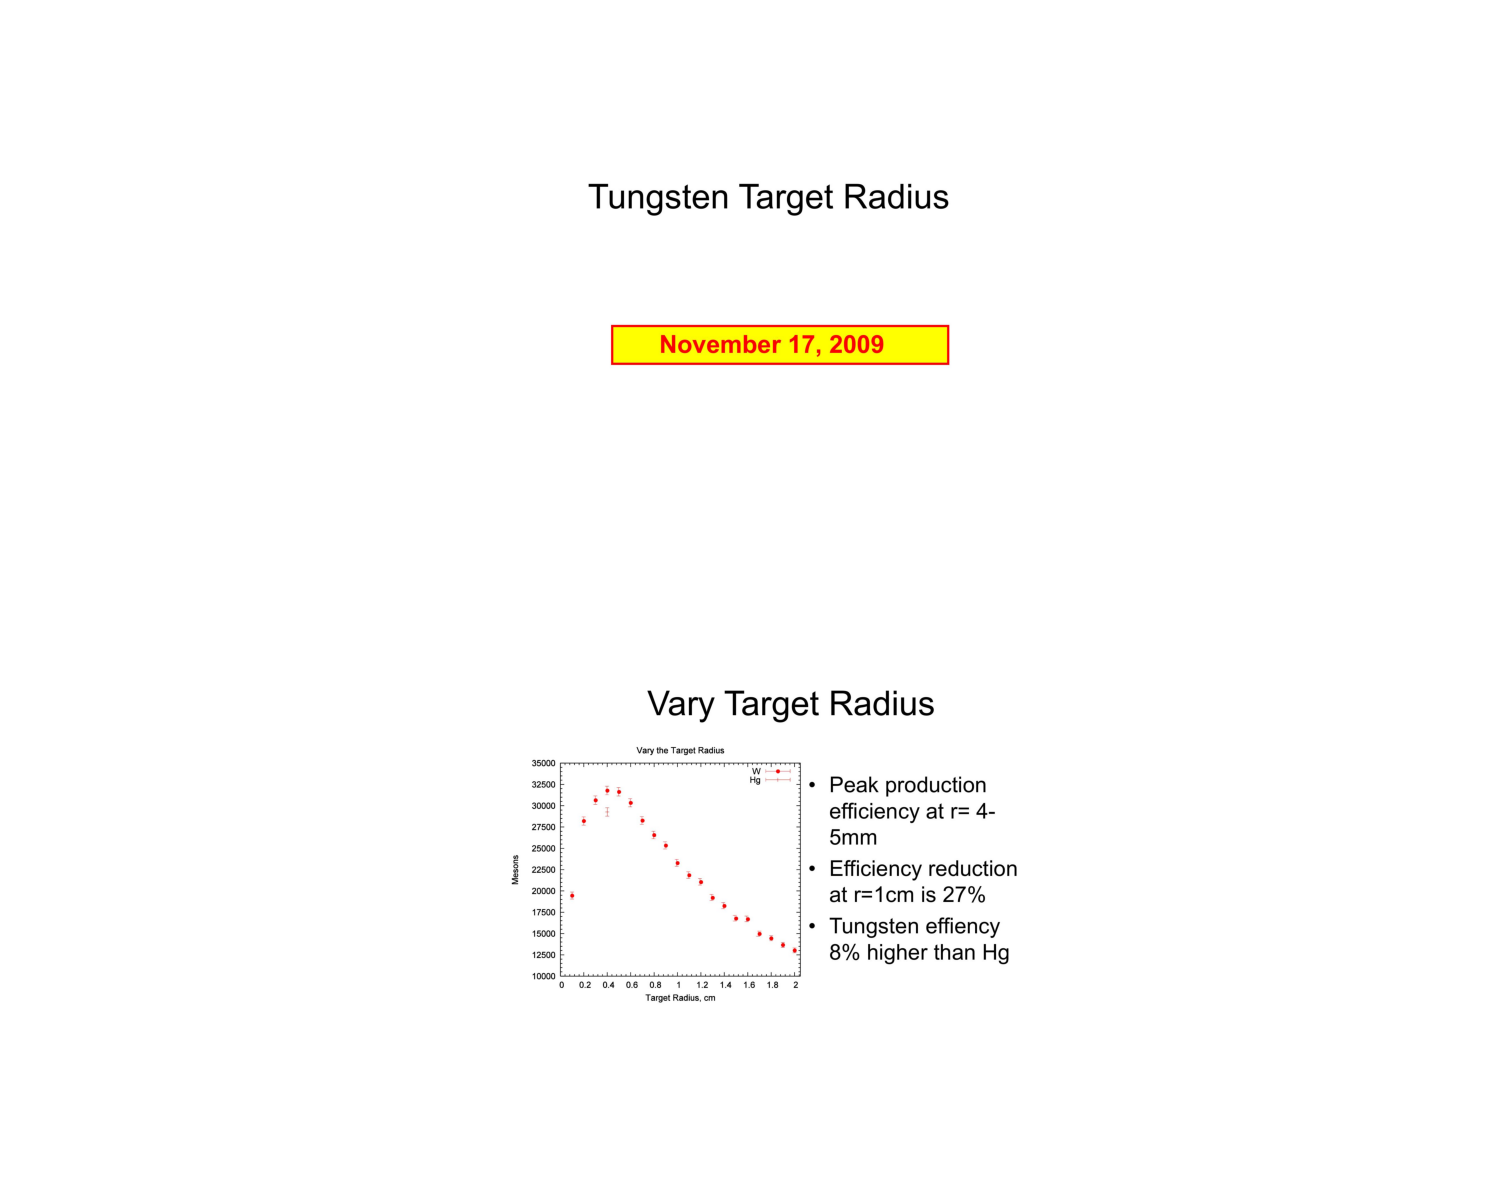 Tungsten Target Radius
November 17, 2009
Vary Target Radius
Vary the Target Radius
35000
32500
30000
27500
25000
22500
20000
17500
15000
12500
10000
Mesons
W
Hg
0 0.2 0.4 0.6 0.8 1 1.2 1.4 1.6 1.8 2
Target Radius, cm
• Peak production
efficiency at r= 4-
5mm
• Efficiency reduction
at r=1cm is 27%
• Tungsten effiency
8% higher than Hg